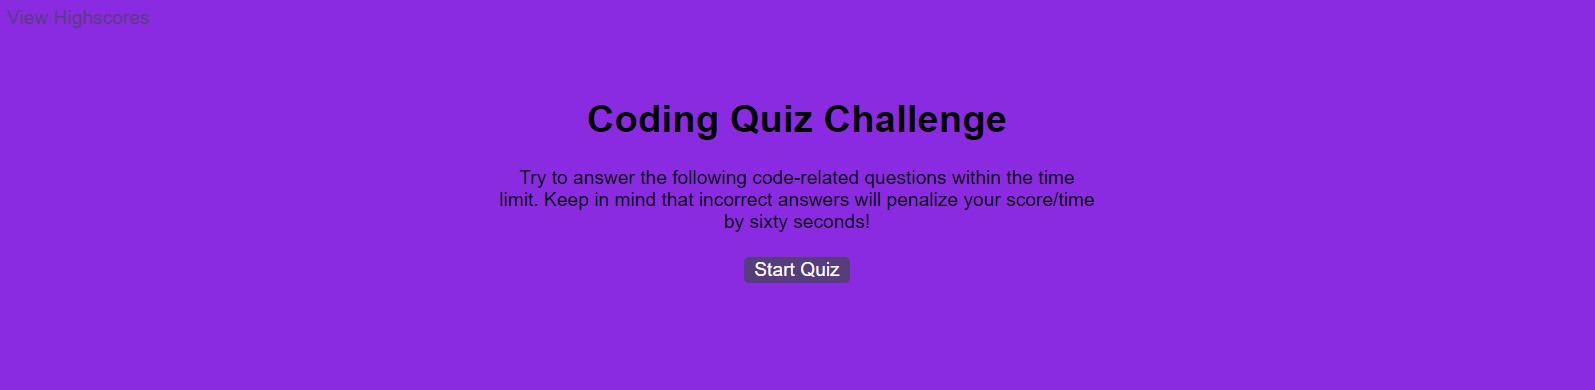 View Highscores
Coding Quiz Challenge
Try to answer the following code-related questions within the time
limit. Keep in mind that incorrect answers will penalize your score/time
by sixty seconds!
Start Quiz